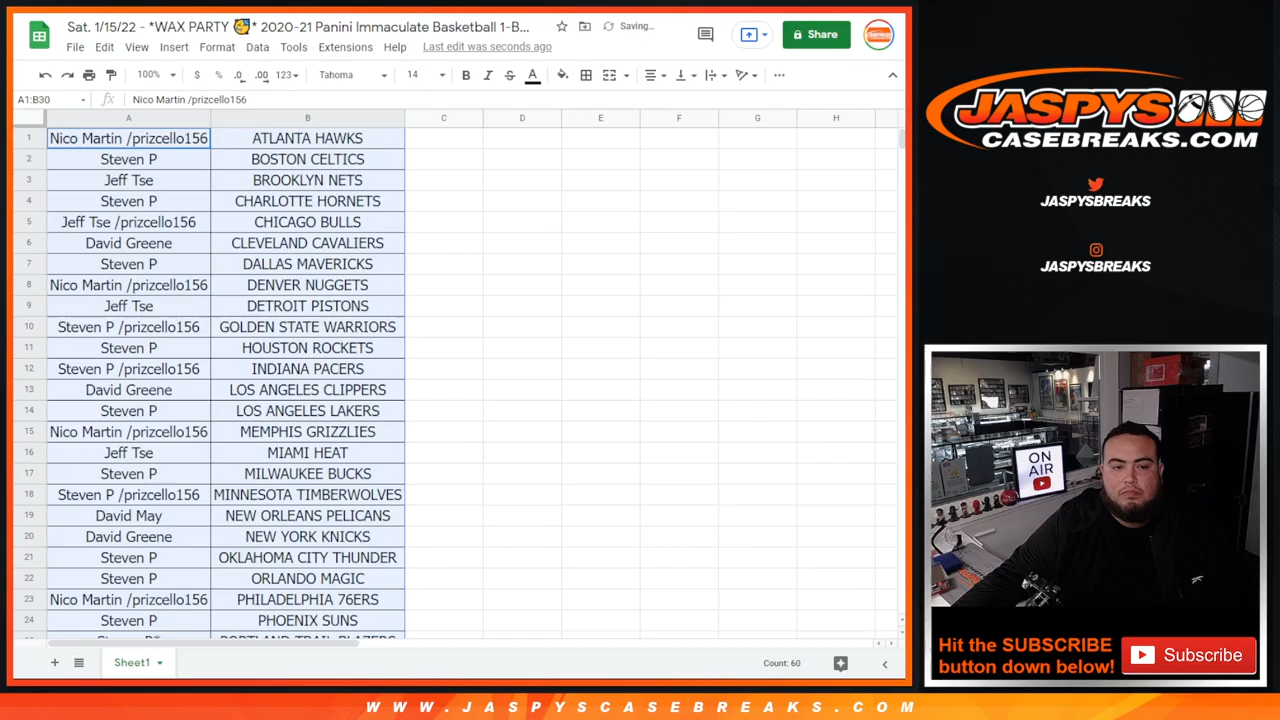 Sat. 1/15/22 - *WAX PARTY 🥳* 2020-21 Panini Immaculate Basketball 1-B...
Saving...
Share
File Edit View Insert Format Data Tools Extensions Help Last edit was seconds ago
100% $ % .0 .00 123 Tahoma 14 B I S A
A1:B30 fx Nico Martin /prizcello156
A B C D E F G H
1 Nico Martin /prizcello156 ATLANTA HAWKS
2 Steven P BOSTON CELTICS
3 Jeff Tse BROOKLYN NETS
4 Steven P CHARLOTTE HORNETS
5 Jeff Tse /prizcello156 CHICAGO BULLS
6 David Greene CLEVELAND CAVALIERS
7 Steven P DALLAS MAVERICKS
8 Nico Martin /prizcello156 DENVER NUGGETS
9 Jeff Tse DETROIT PISTONS
10 Steven P /prizcello156 GOLDEN STATE WARRIORS
11 Steven P HOUSTON ROCKETS
12 Steven P /prizcello156 INDIANA PACERS
13 David Greene LOS ANGELES CLIPPERS
14 Steven P LOS ANGELES LAKERS
15 Nico Martin /prizcello156 MEMPHIS GRIZZLIES
16 Jeff Tse MIAMI HEAT
17 Steven P MILWAUKEE BUCKS
18 Steven P /prizcello156 MINNESOTA TIMBERWOLVES
19 David May NEW ORLEANS PELICANS
20 David Greene NEW YORK KNICKS
21 Steven P OKLAHOMA CITY THUNDER
22 Steven P ORLANDO MAGIC
23 Nico Martin /prizcello156 PHILADELPHIA 76ERS
24 Steven P PHOENIX SUNS
Steven P* PORTLAND TRAIL BLAZERS
Sheet1
Count: 60
JASPYS
CASEBREAKS.COM
JASPYSBREAKS
JASPYSBREAKS
ON
AIR
Hit the SUBSCRIBE
button down below!
Subscribe
WWW.JASPYSCASEBREAKS.COM